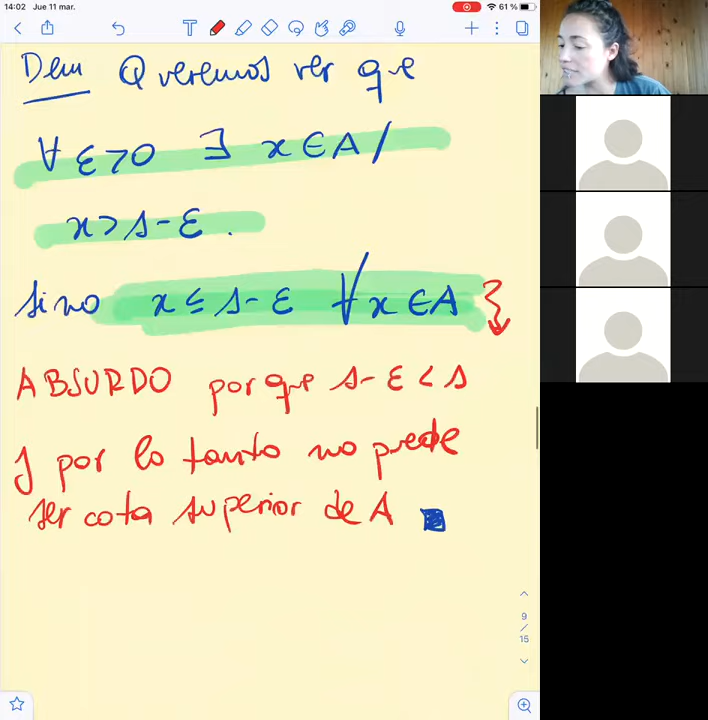 14:02 Jue 11 mar.
61 %
Dem Queremos ver que
∀ ε>0 ∃ x∈A/
x>s-ε.
sino x≤s-ε ∀x∈A
ABSURDO porque s-ε<s
y por lo tanto no puede
ser cota superior de A
9
/
15